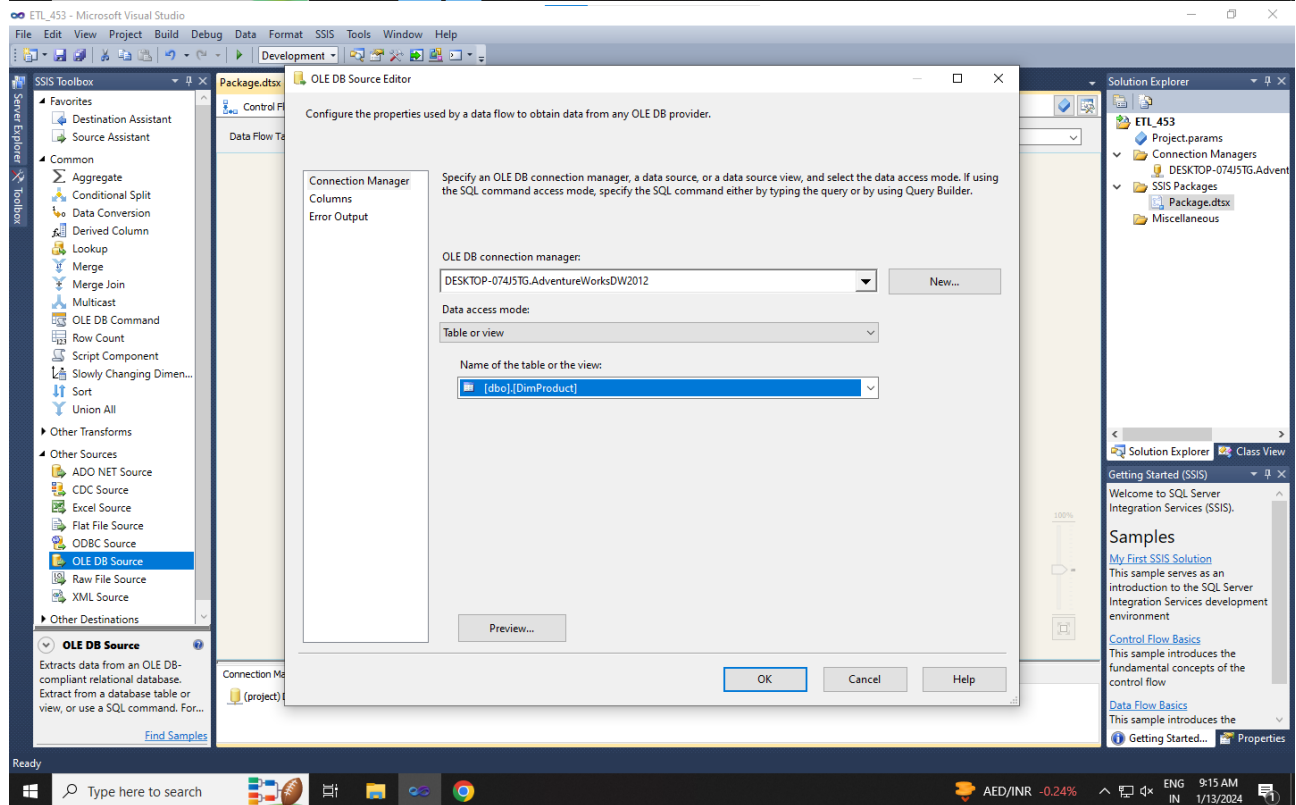 ETL_453 - Microsoft Visual Studio
File Edit View Project Build Debug Data Format SSIS Tools Window Help
Development
Server Explorer
Toolbox
SSIS Toolbox
Favorites
Destination Assistant
Source Assistant
Common
Aggregate
Conditional Split
Data Conversion
Derived Column
Lookup
Merge
Merge Join
Multicast
OLE DB Command
Row Count
Script Component
Slowly Changing Dimen...
Sort
Union All
Other Transforms
Other Sources
ADO NET Source
CDC Source
Excel Source
Flat File Source
ODBC Source
OLE DB Source
Raw File Source
XML Source
Other Destinations
OLE DB Source
Extracts data from an OLE DB-
compliant relational database.
Extract from a database table or
view, or use a SQL command. For...
Find Samples
Package.dtsx
Control Fl
Data Flow Ta
OLE DB Source Editor
Configure the properties used by a data flow to obtain data from any OLE DB provider.
Connection Manager
Columns
Error Output
Specify an OLE DB connection manager, a data source, or a data source view, and select the data access mode. If using
the SQL command access mode, specify the SQL command either by typing the query or by using Query Builder.
OLE DB connection manager:
DESKTOP-074J5TG.AdventureWorksDW2012
New...
Data access mode:
Table or view
Name of the table or the view:
[dbo].[DimProduct]
Preview...
OK Cancel Help
100%
Connection Ma
(project)
Solution Explorer
ETL_453
Project.params
Connection Managers
DESKTOP-074J5TG.Advent
SSIS Packages
Package.dtsx
Miscellaneous
Solution Explorer Class View
Getting Started (SSIS)
Welcome to SQL Server
Integration Services (SSIS).
Samples
My First SSIS Solution
This sample serves as an
introduction to the SQL Server
Integration Services development
environment
Control Flow Basics
This sample introduces the
fundamental concepts of the
control flow
Data Flow Basics
This sample introduces the
Getting Started... Properties
Ready
Type here to search
AED/INR -0.24%
ENG
IN
9:15 AM
1/13/2024